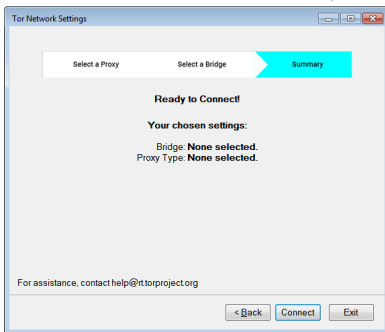 Tor Network Settings
Select a Proxy Select a Bridge Summary
Ready to Connect!
Your chosen settings:
Bridge: None selected.
Proxy Type: None selected.
For assistance, contact help@rt.torproject.org
< Back Connect Exit